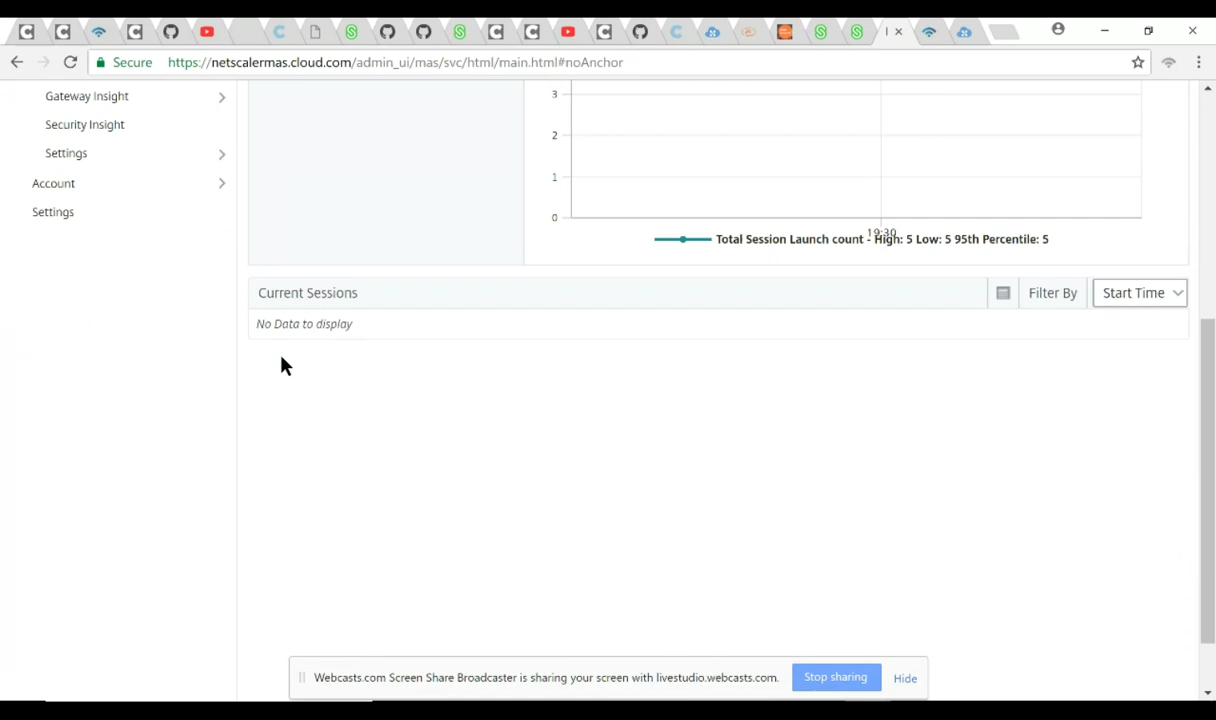 Secure
https://netscalermas.cloud.com/admin_ui/mas/svc/html/main.html#noAnchor
Gateway Insight
Security Insight
Settings
Account
Settings
3
2
1
0
19:30
Total Session Launch count - High: 5 Low: 5 95th Percentile: 5
Current Sessions
Filter By
Start Time
No Data to display
Webcasts.com Screen Share Broadcaster is sharing your screen with livestudio.webcasts.com.
Stop sharing
Hide